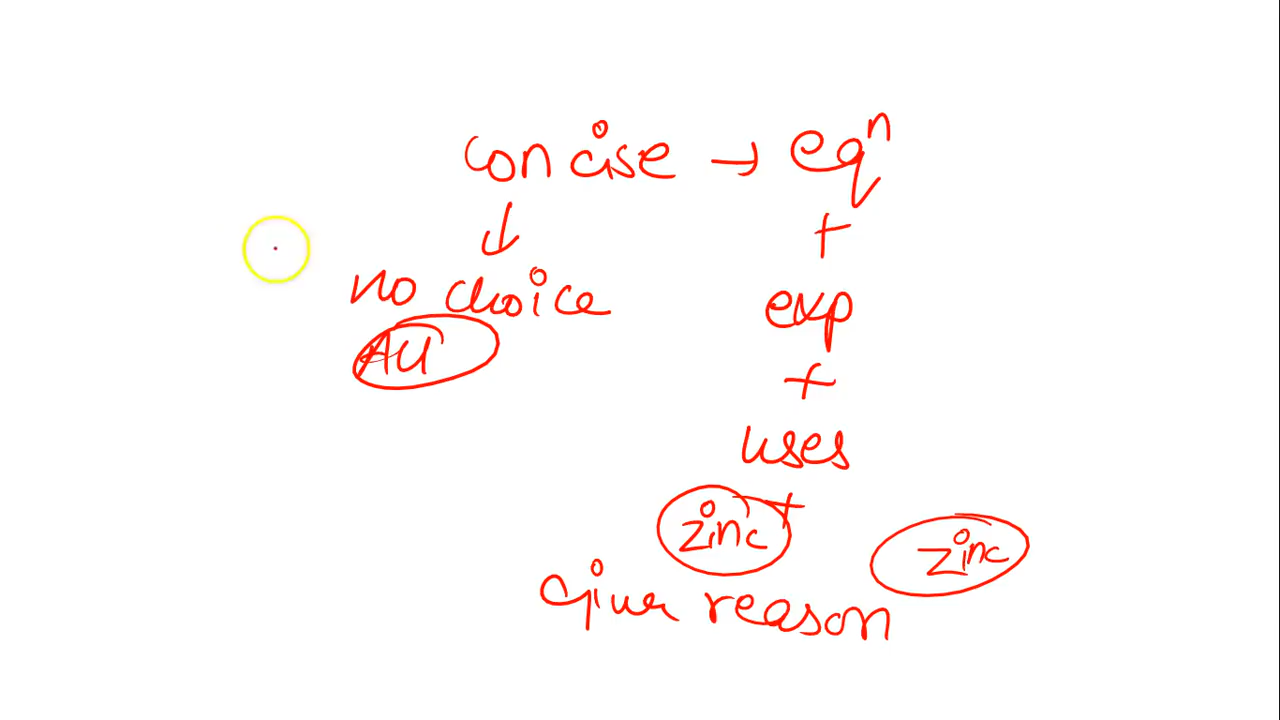 concise → eqⁿ
↓ +
no choice exp
All +
uses
+
zinc zinc
give reason